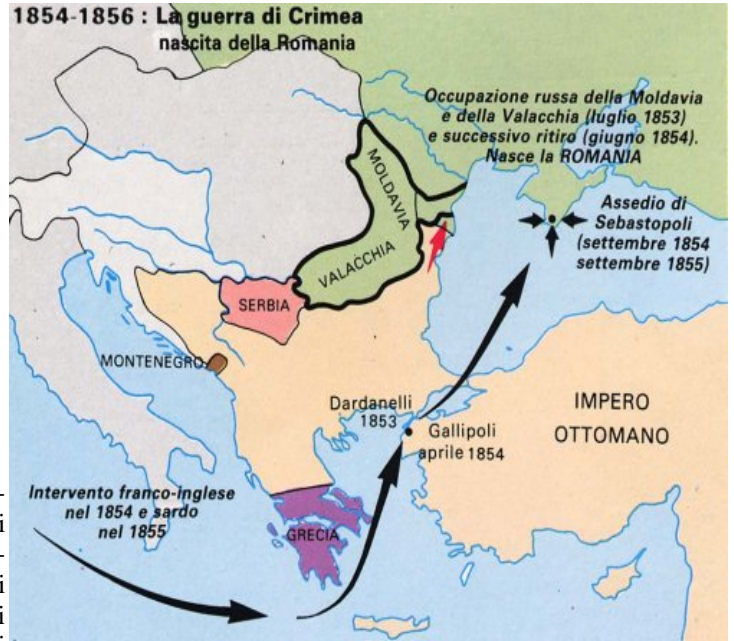 1854-1856 : La guerra di Crimea
nascita della Romania
Occupazione russa della Moldavia
e della Valacchia (luglio 1853)
e successivo ritiro (giugno 1854).
Nasce la ROMANIA
MOLDAVIA
VALACCHIA
Assedio di
Sebastopoli
(settembre 1854
settembre 1855)
SERBIA
MONTENEGRO
Dardanelli
1853
Gallipoli
aprile 1854
IMPERO
OTTOMANO
Intervento franco-inglese
nel 1854 e sardo
nel 1855
GRECIA